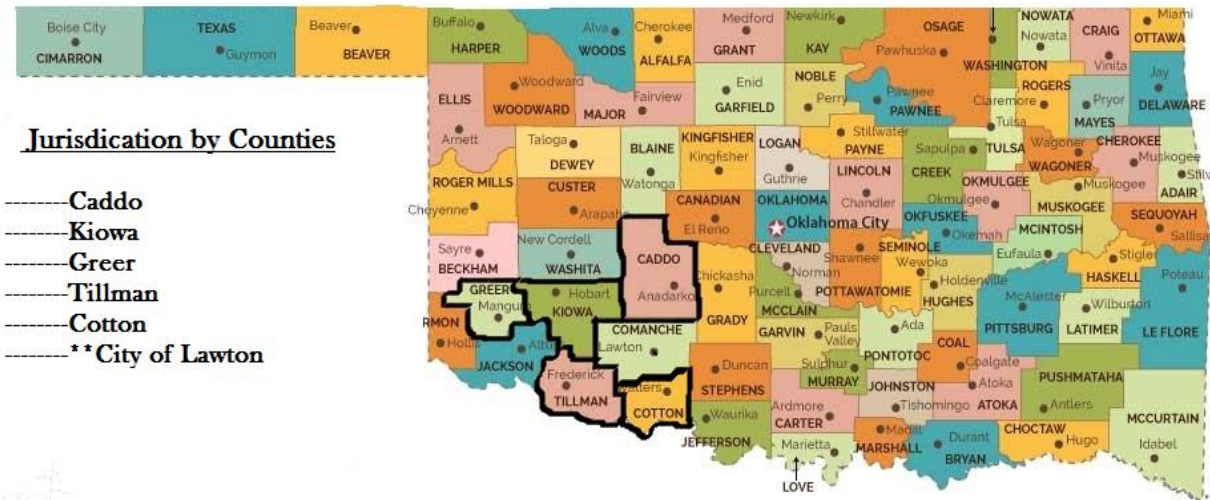 Boise City
CIMARRON
TEXAS
Guymon
Beaver
BEAVER
Buffalo
HARPER
Alva
WOODS
Cherokee
ALFALFA
Medford
GRANT
Newkirk
KAY
OSAGE
Pawhuska
WASHINGTON
NOWATA
Nowata
CRAIG
Vinita
Miami
OTTAWA
ELLIS
Arnett
Woodward
WOODWARD
Fairview
MAJOR
Enid
GARFIELD
NOBLE
Perry
Pawnee
PAWNEE
ROGERS
Claremore
Pryor
MAYES
Jay
DELAWARE
Jurisdication by Counties
--------Caddo
--------Kiowa
--------Greer
--------Tillman
--------Cotton
--------**City of Lawton
Taloga
DEWEY
BLAINE
Watonga
KINGFISHER
Kingfisher
LOGAN
Guthrie
Stillwater
PAYNE
Sapulpa
CREEK
Tulsa
TULSA
Wagoner
WAGONER
CHEROKEE
Muskogee
ADAIR
ROGER MILLS
Cheyenne
CUSTER
Arapaho
CANADIAN
El Reno
OKLAHOMA
Oklahoma City
LINCOLN
Chandler
OKMULGEE
Okmulgee
Muskogee
MUSKOGEE
SEQUOYAH
Sallisa
OKFUSKEE
Okemah
MCINTOSH
Eufaula
Sayre
BECKHAM
New Cordell
WASHITA
CADDO
Anadarko
Chickasha
GRADY
CLEVELAND
Norman
Shawnee
POTTAWATOMIE
SEMINOLE
Wewoka
Holdenville
HUGHES
Stigler
HASKELL
Poteau
LE FLORE
GREER
Mangum
Hobart
KIOWA
Purcell
MCCLAIN
McAlester
PITTSBURG
Wilburton
LATIMER
RMON
Hollis
Altu
JACKSON
COMANCHE
Lawton
GARVIN
Pauls
Valley
Ada
PONTOTOC
COAL
Coalgate
Frederick
TILLMAN
Walters
COTTON
Duncan
STEPHENS
Sulphur
MURRAY
JOHNSTON
Tishomingo
Atoka
ATOKA
PUSHMATAHA
Antlers
MCCURTAIN
Idabel
Waurika
JEFFERSON
Ardmore
CARTER
Marietta
LOVE
Madill
MARSHALL
Durant
BRYAN
CHOCTAW
Hugo